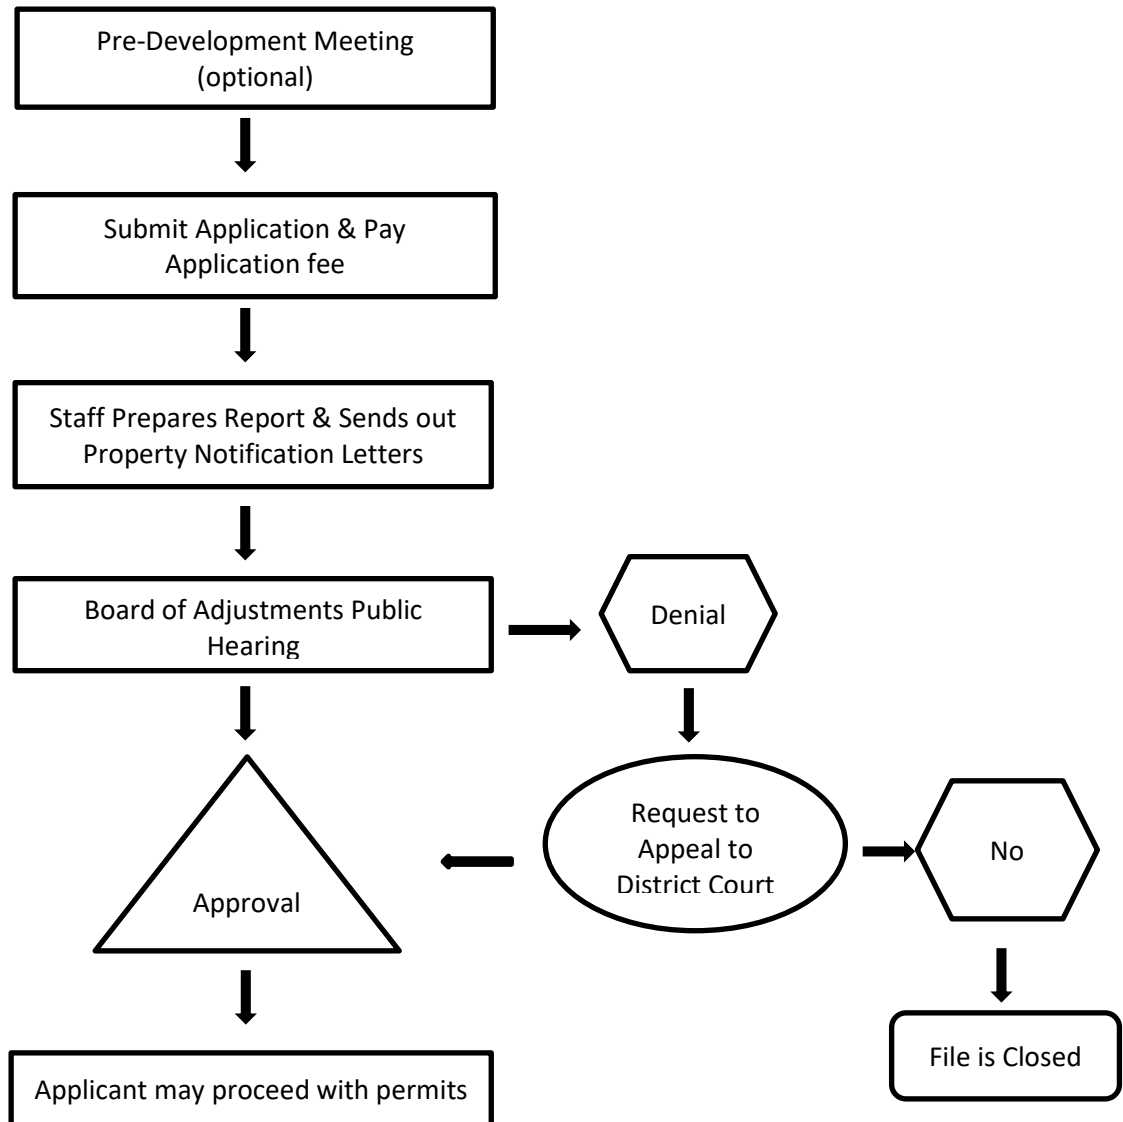 Pre-Development Meeting
(optional)
Submit Application & Pay
Application fee
Staff Prepares Report & Sends out
Property Notification Letters
Board of Adjustments Public
Hearing
Denial
Request to
Appeal to
District Court
No
Approval
File is Closed
Applicant may proceed with permits